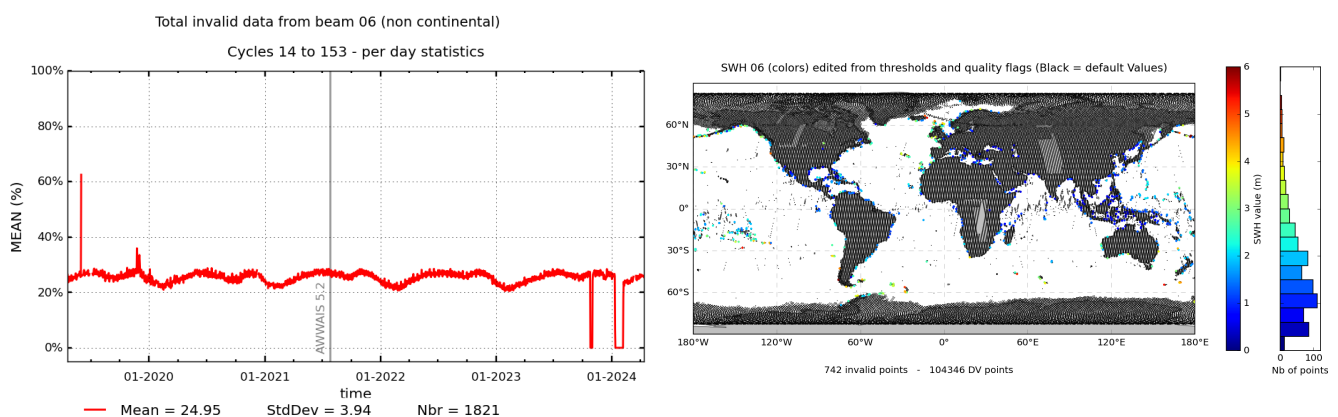 Total invalid data from beam 06 (non continental)
Cycles 14 to 153 - per day statistics
100%
80%
60%
40%
20%
0%
MEAN (%)
AWWAIS 5.2
01-2020
01-2021
01-2022
01-2023
01-2024
time
Mean = 24.95
StdDev = 3.94
Nbr = 1821
SWH 06 (colors) edited from thresholds and quality flags (Black = default Values)
60°N
30°N
0°
30°S
60°S
180°W
120°W
60°W
0°
60°E
120°E
180°E
742 invalid points - 104346 DV points
6
5
4
3
2
1
0
SWH value (m)
0
100
Nb of points